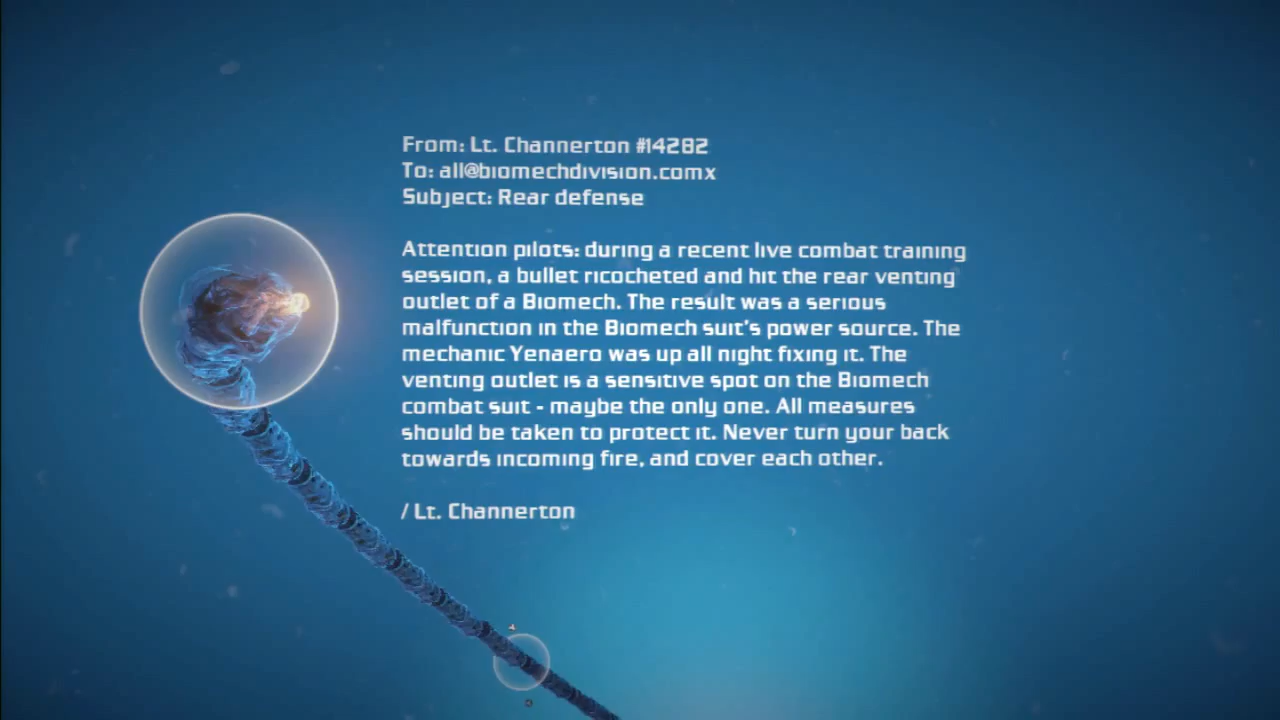 From: Lt. Channerton #14282
To: all@biomechdivision.comx
Subject: Rear defense
Attention pilots: during a recent live combat training
session, a bullet ricocheted and hit the rear venting
outlet of a Biomech. The result was a serious
malfunction in the Biomech suit's power source. The
mechanic Yenaero was up all night fixing it. The
venting outlet is a sensitive spot on the Biomech
combat suit - maybe the only one. All measures
should be taken to protect it. Never turn your back
towards incoming fire, and cover each other.
/ Lt. Channerton